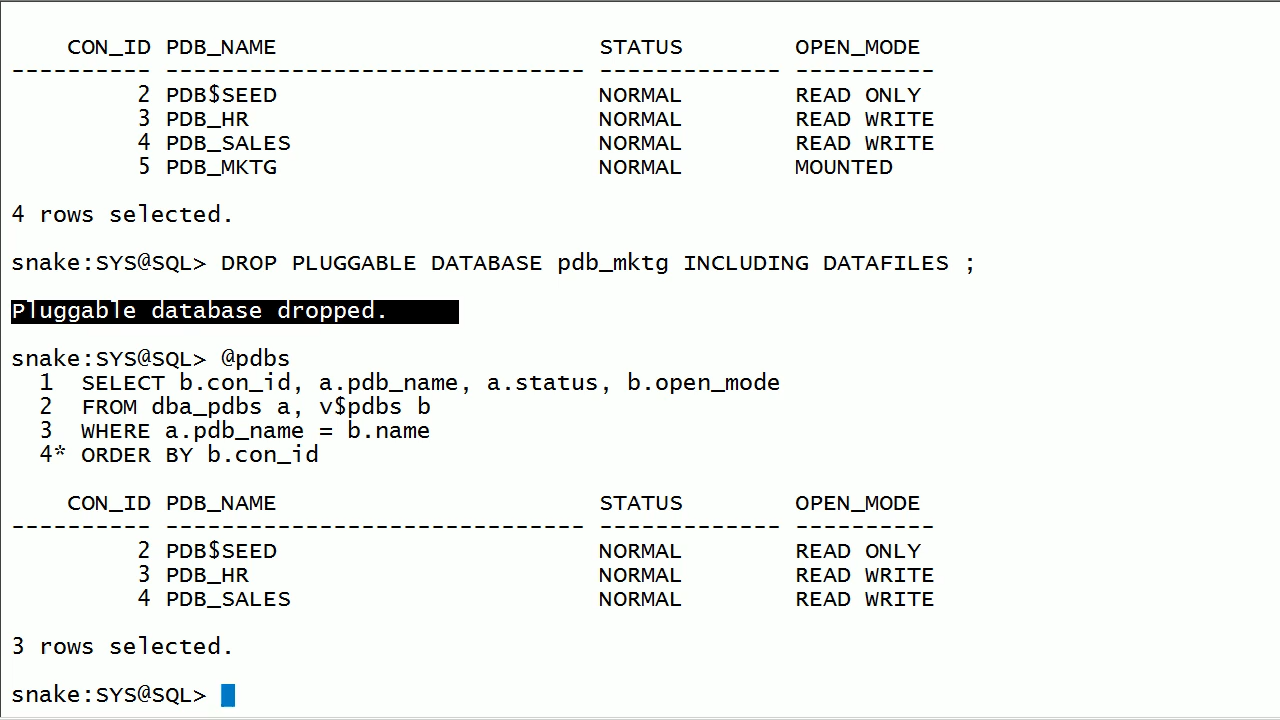 CON_ID PDB_NAME                       STATUS        OPEN_MODE
---------- ------------------------------ ------------- ----------
         2 PDB$SEED                       NORMAL        READ ONLY
         3 PDB_HR                         NORMAL        READ WRITE
         4 PDB_SALES                      NORMAL        READ WRITE
         5 PDB_MKTG                       NORMAL        MOUNTED
4 rows selected.
snake:SYS@SQL> DROP PLUGGABLE DATABASE pdb_mktg INCLUDING DATAFILES ;
Pluggable database dropped.
snake:SYS@SQL> @pdbs
  1  SELECT b.con_id, a.pdb_name, a.status, b.open_mode
  2  FROM dba_pdbs a, v$pdbs b
  3  WHERE a.pdb_name = b.name
  4* ORDER BY b.con_id
    CON_ID PDB_NAME                       STATUS        OPEN_MODE
---------- ------------------------------ ------------- ----------
         2 PDB$SEED                       NORMAL        READ ONLY
         3 PDB_HR                         NORMAL        READ WRITE
         4 PDB_SALES                      NORMAL        READ WRITE
3 rows selected.
snake:SYS@SQL>